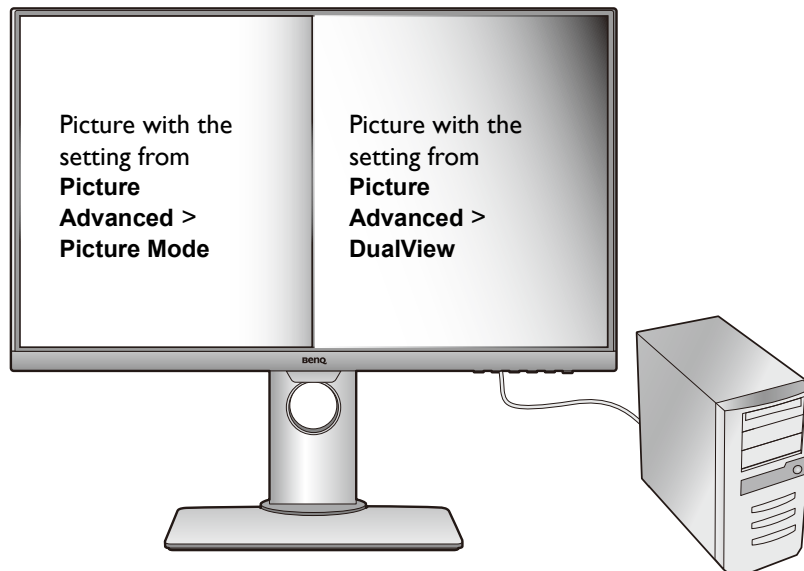 Picture with the
setting from
Picture
Advanced >
Picture Mode
Picture with the
setting from
Picture
Advanced >
DualView
BenQ